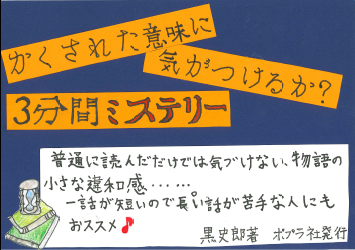 かくされた意味に
気がつけるか？
3分間ミステリー
普通に読んだだけでは気づけない、物語の
小さな違和感……
一話が短いので長い話が苦手な人にも
おススメ♪
黒史郎著 ポプラ社発行